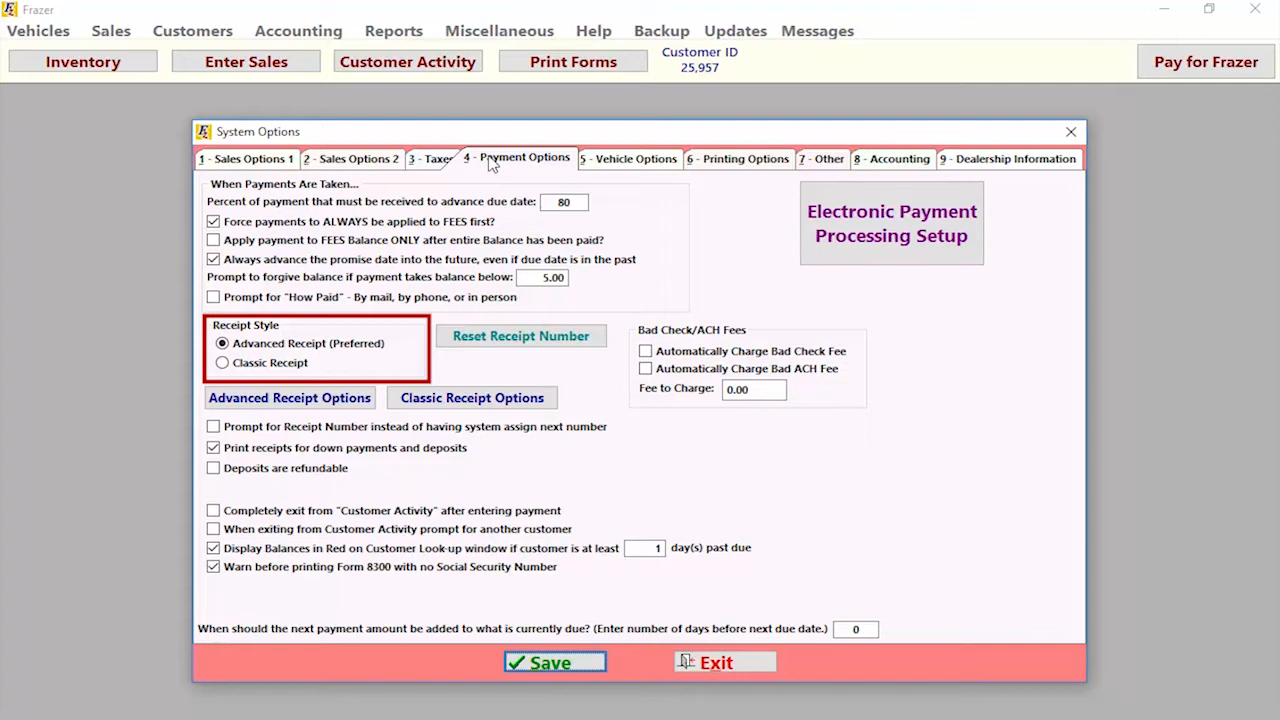 Frazer
Vehicles Sales Customers Accounting Reports Miscellaneous Help Backup Updates Messages
Inventory Enter Sales Customer Activity Print Forms Customer ID
25,957
Pay for Frazer
System Options
1 - Sales Options 1 2 - Sales Options 2 3 - Taxes 4 - Payment Options 5 - Vehicle Options 6 - Printing Options 7 - Other 8 - Accounting 9 - Dealership Information
When Payments Are Taken...
Percent of payment that must be received to advance due date: 80
Force payments to ALWAYS be applied to FEES first?
Apply payment to FEES Balance ONLY after entire Balance has been paid?
Always advance the promise date into the future, even if due date is in the past
Prompt to forgive balance if payment takes balance below: 5.00
Prompt for "How Paid" - By mail, by phone, or in person
Electronic Payment
Processing Setup
Receipt Style
Advanced Receipt (Preferred)
Classic Receipt
Reset Receipt Number
Bad Check/ACH Fees
Automatically Charge Bad Check Fee
Automatically Charge Bad ACH Fee
Fee to Charge: 0.00
Advanced Receipt Options Classic Receipt Options
Prompt for Receipt Number instead of having system assign next number
Print receipts for down payments and deposits
Deposits are refundable
Completely exit from "Customer Activity" after entering payment
When exiting from Customer Activity prompt for another customer
Display Balances in Red on Customer Look-up window if customer is at least 1 day(s) past due
Warn before printing Form 8300 with no Social Security Number
When should the next payment amount be added to what is currently due? (Enter number of days before next due date.) 0
Save Exit